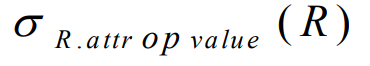 σ R.attr op value (R)